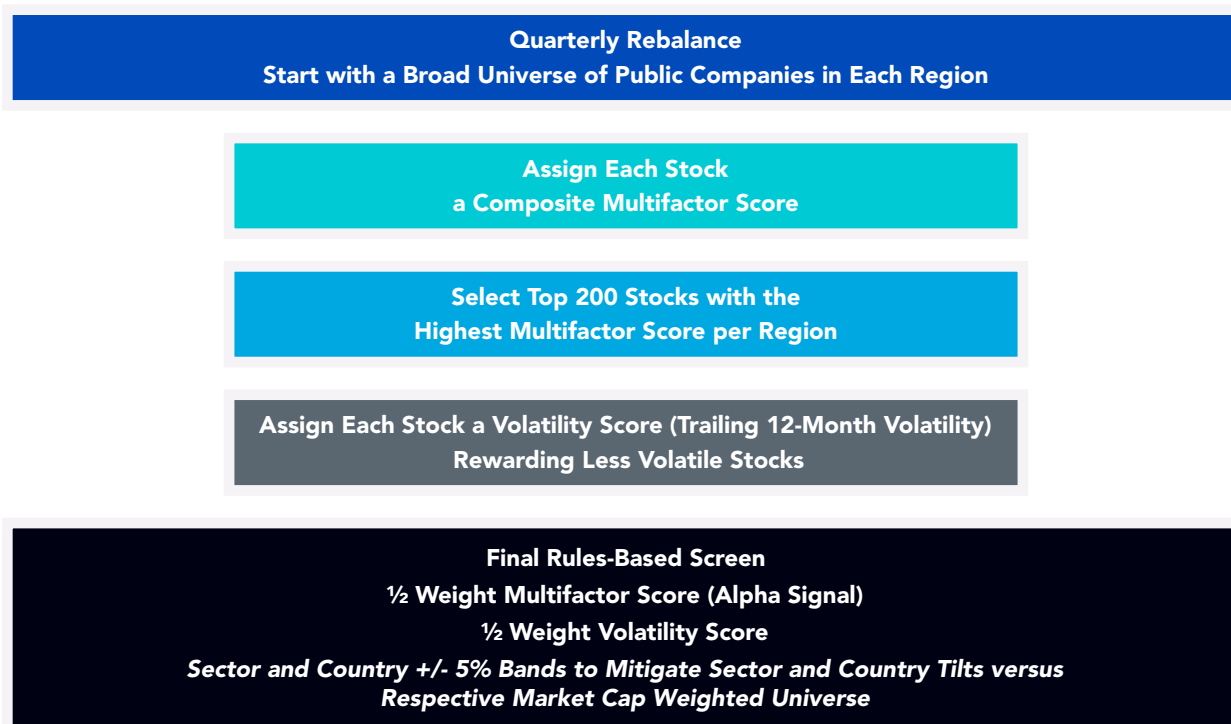 Quarterly Rebalance
Start with a Broad Universe of Public Companies in Each Region
Assign Each Stock
a Composite Multifactor Score
Select Top 200 Stocks with the
Highest Multifactor Score per Region
Assign Each Stock a Volatility Score (Trailing 12-Month Volatility)
Rewarding Less Volatile Stocks
Final Rules-Based Screen
½ Weight Multifactor Score (Alpha Signal)
½ Weight Volatility Score
Sector and Country +/- 5% Bands to Mitigate Sector and Country Tilts versus
Respective Market Cap Weighted Universe